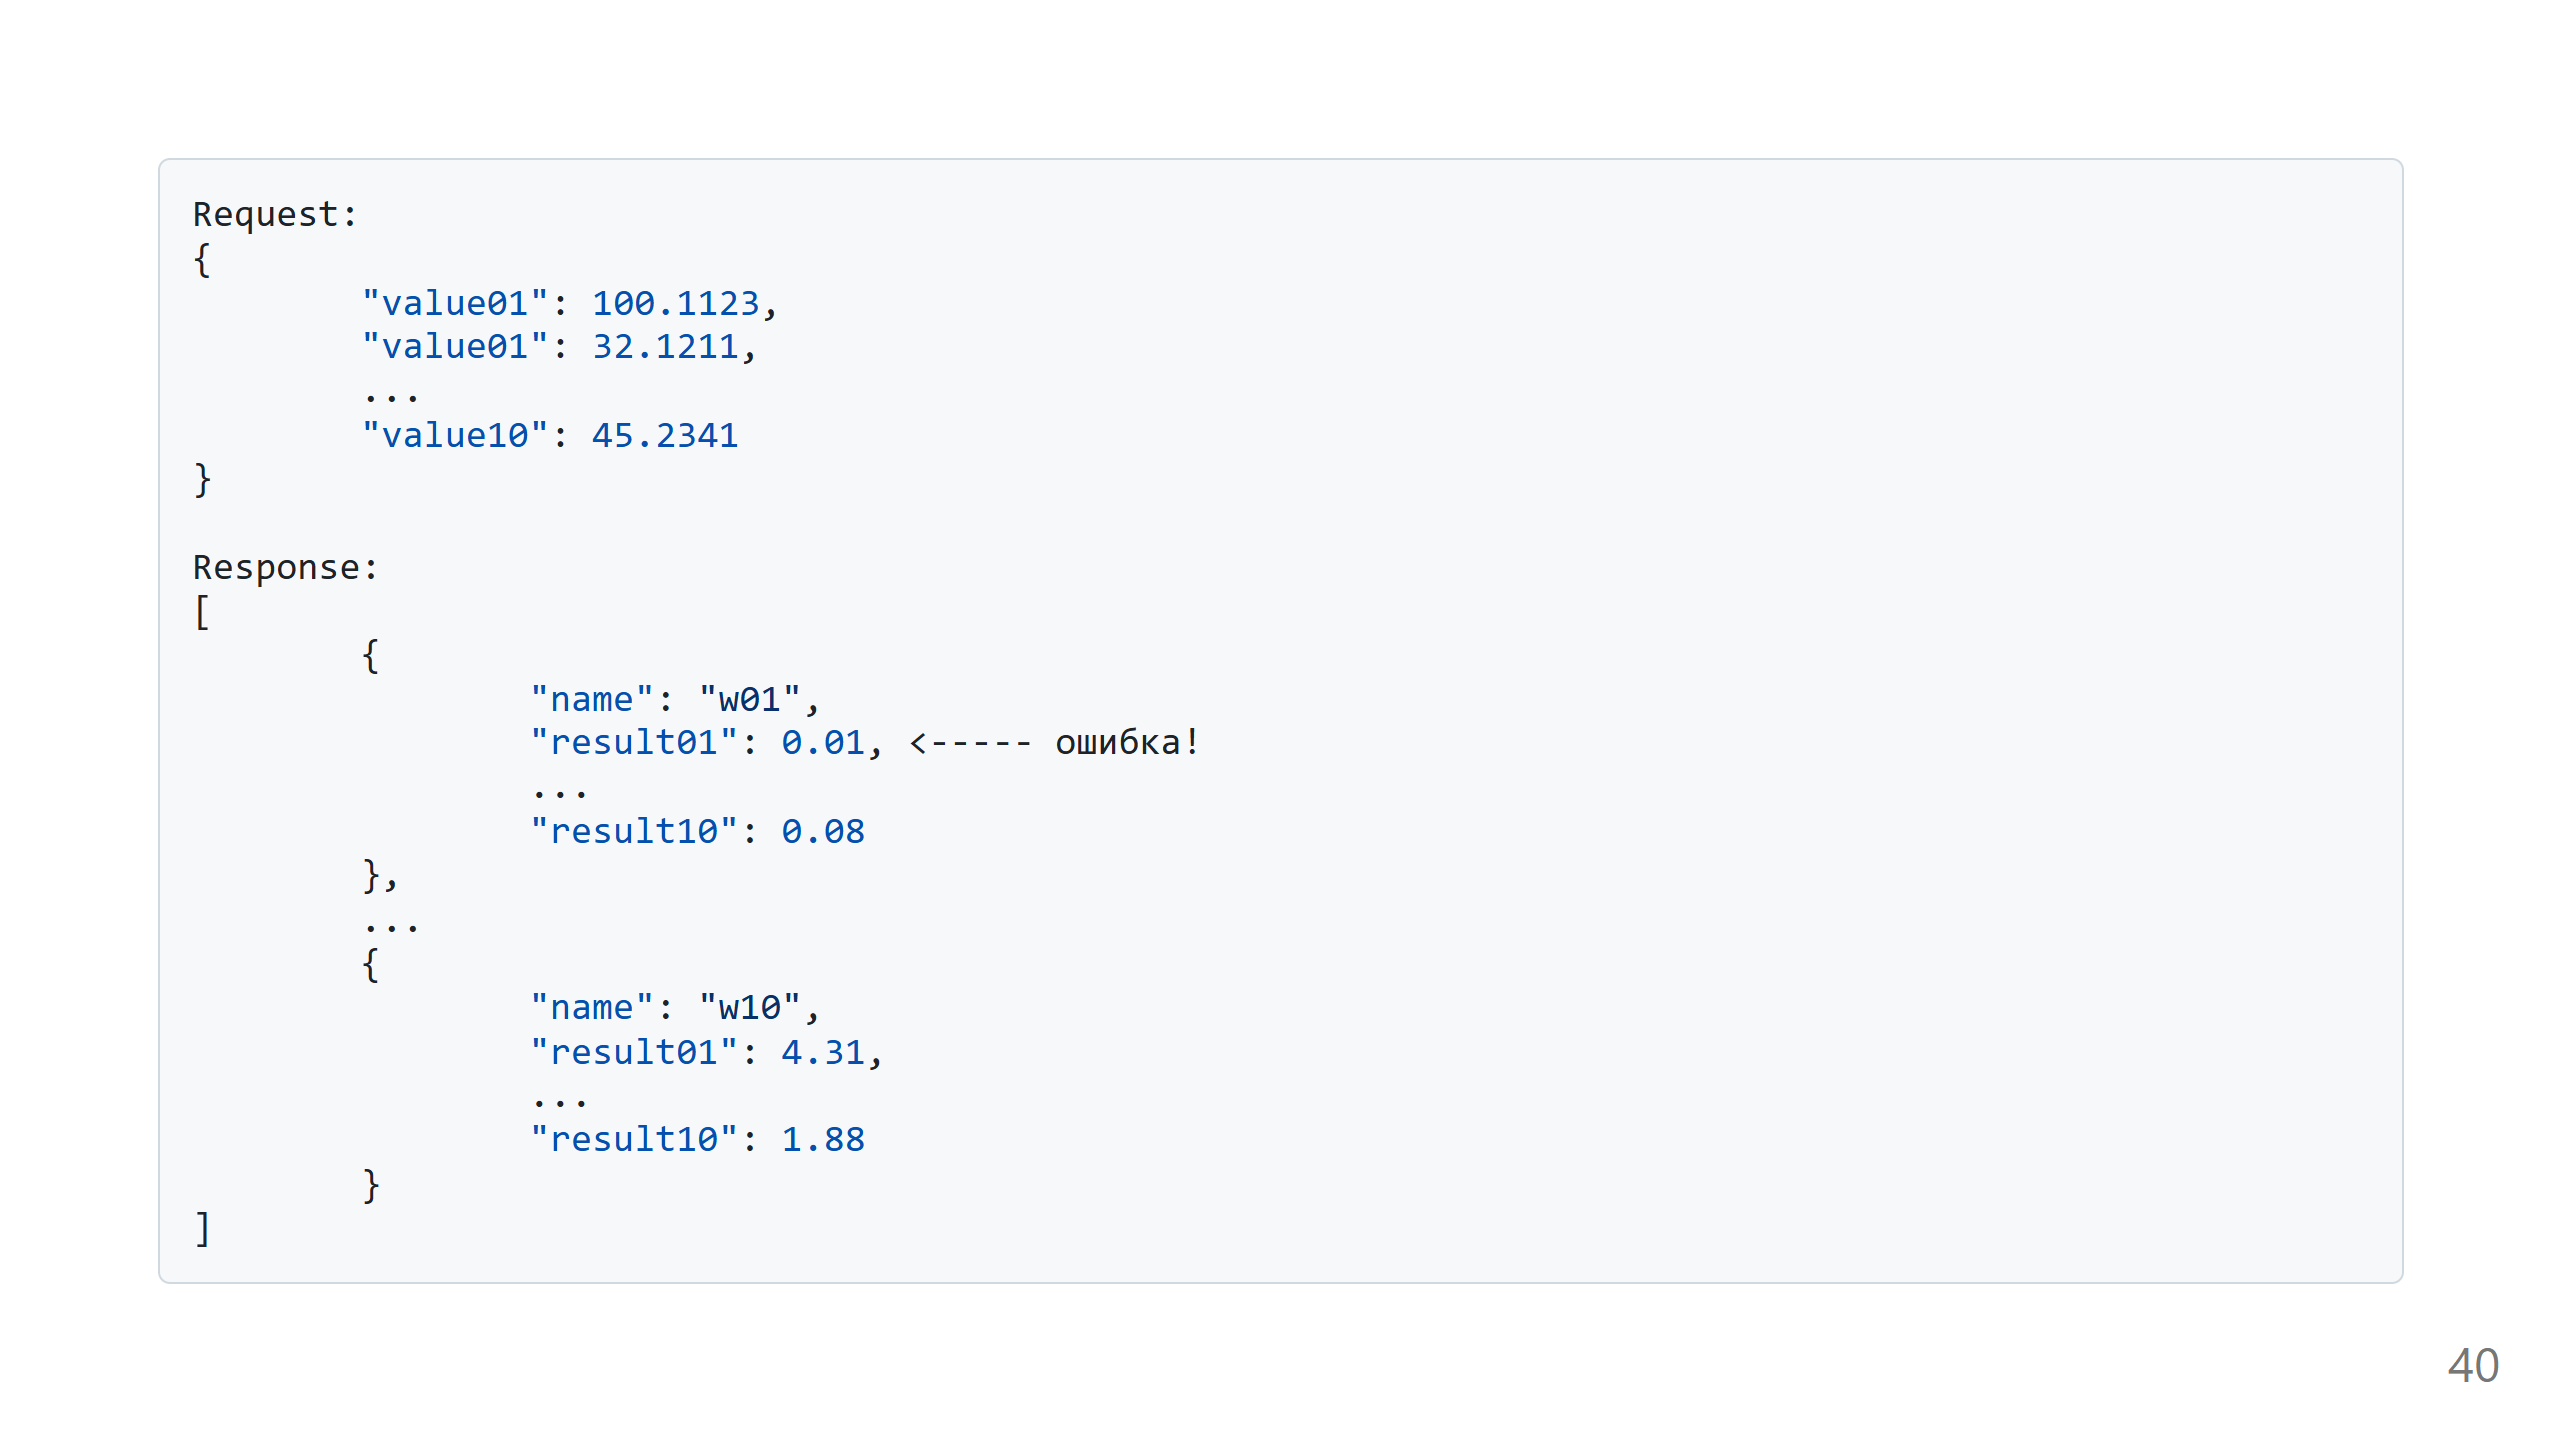 Request:
{
"value01": 100.1123,
"value01": 32.1211,
...
"value10": 45.2341
}
Response:
[
{
"name": "w01",
"result01": 0.01, <----- ошибка!
...
"result10": 0.08
},
...
{
"name": "w10",
"result01": 4.31,
...
"result10": 1.88
}
]
40